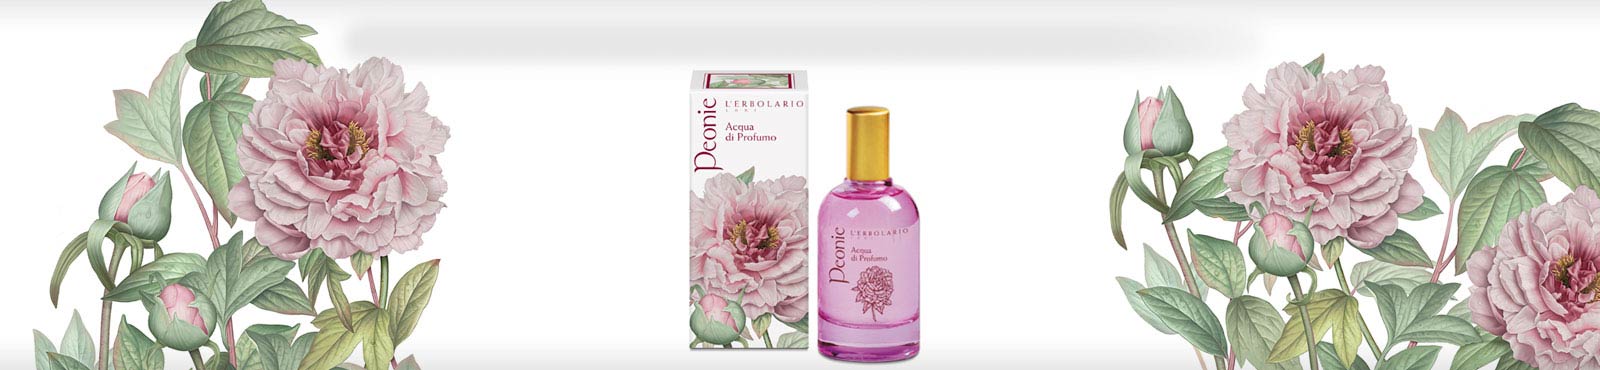 Peonie
L'ERBOLARIO
LODI
Acqua
di Profumo
Peonie
L'ERBOLARIO
Acqua
di Profumo